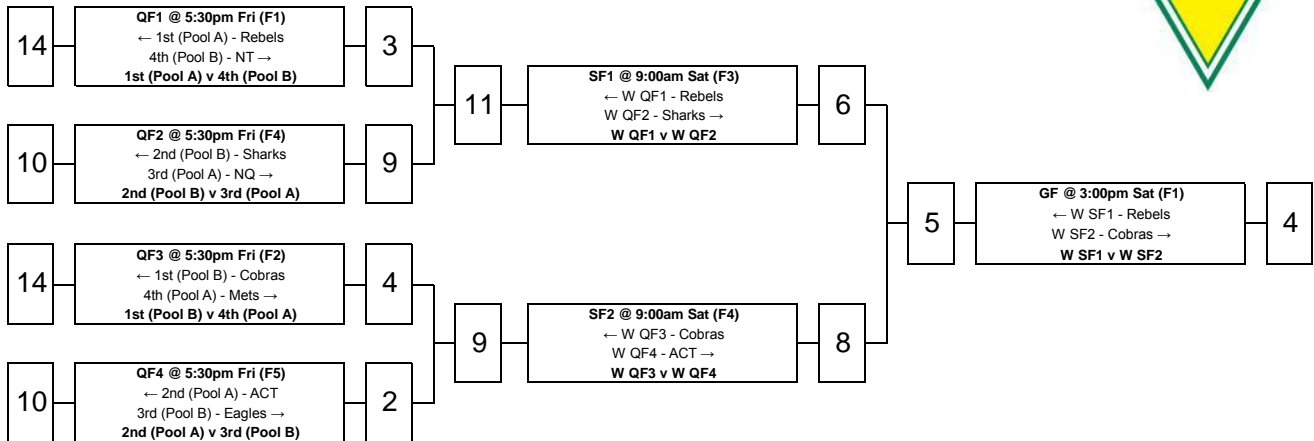 14
QF1 @ 5:30pm Fri (F1)
← 1st (Pool A) - Rebels
4th (Pool B) - NT →
1st (Pool A) v 4th (Pool B)
3
10
QF2 @ 5:30pm Fri (F4)
← 2nd (Pool B) - Sharks
3rd (Pool A) - NQ →
2nd (Pool B) v 3rd (Pool A)
9
11
SF1 @ 9:00am Sat (F3)
← W QF1 - Rebels
W QF2 - Sharks →
W QF1 v W QF2
6
14
QF3 @ 5:30pm Fri (F2)
← 1st (Pool B) - Cobras
4th (Pool A) - Mets →
1st (Pool B) v 4th (Pool A)
4
10
QF4 @ 5:30pm Fri (F5)
← 2nd (Pool A) - ACT
3rd (Pool B) - Eagles →
2nd (Pool A) v 3rd (Pool B)
2
9
SF2 @ 9:00am Sat (F4)
← W QF3 - Cobras
W QF4 - ACT →
W QF3 v W QF4
8
5
GF @ 3:00pm Sat (F1)
← W SF1 - Rebels
W SF2 - Cobras →
W SF1 v W SF2
4